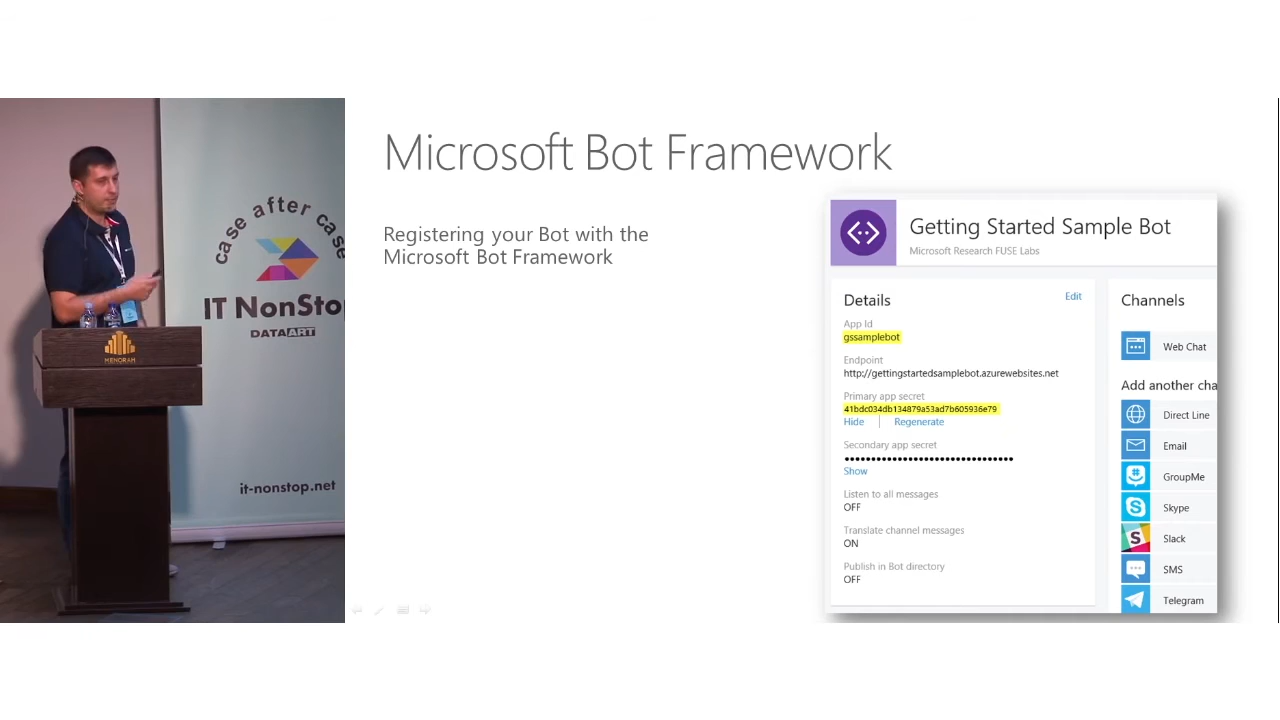 case after case
IT NonSto
DATAART
it-nonstop.net
MENORAH
Microsoft Bot Framework
Registering your Bot with the
Microsoft Bot Framework
Getting Started Sample Bot
Microsoft Research FUSE Labs
Details
Edit
App Id
gssamplebot
Endpoint
http://gettingstartedsamplebot.azurewebsites.net
Primary app secret
41bdc034db134879a53ad7b605936e79
Hide | Regenerate
Secondary app secret
••••••••••••••••••••••••••••••••
Show
Listen to all messages
OFF
Translate channel messages
ON
Publish in Bot directory
OFF
Channels
Web Chat
Add another cha
Direct Line
Email
GroupMe
Skype
Slack
SMS
Telegram